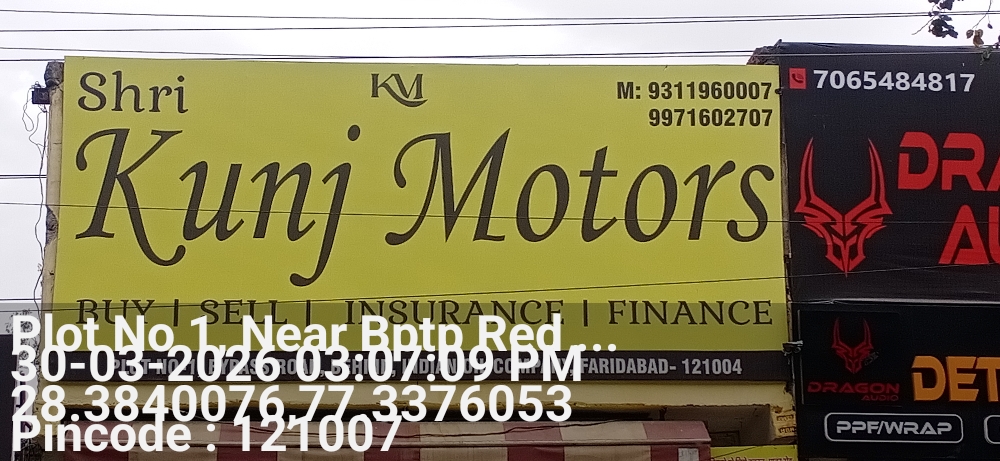 Shri
KM
M: 9311960007
9971602707
Kunj Motors
BUY | SELL | INSURANCE | FINANCE
FARIDABAD- 121004
7065484817
DRA
AU
DRAGON
AUDIO
DET
PPF/WRAP
Plot No 1, Near Bptp Red ...
30-03-2026 03:07:09 PM
28.3840076,77.3376053
Pincode : 121007